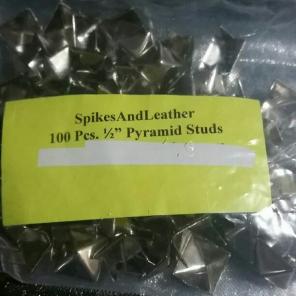 SpikesAndLeather
100 Pcs. ½” Pyramid Studs